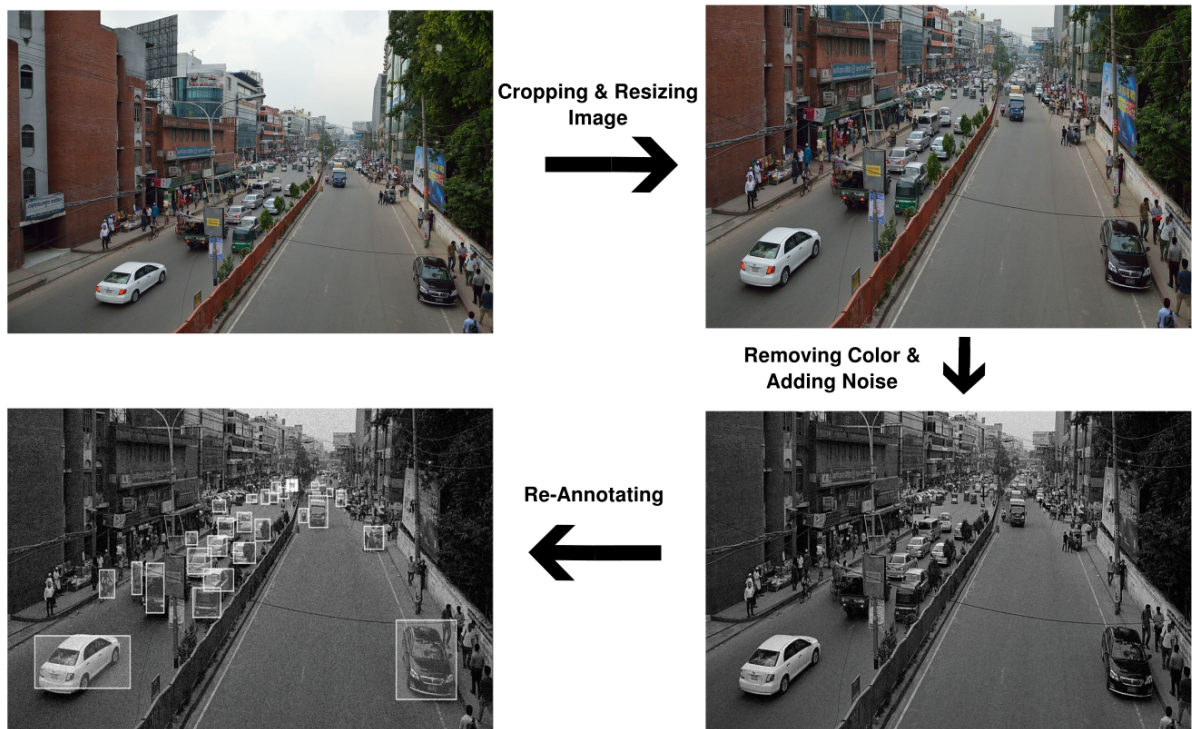 Cropping & Resizing
Image
Removing Color &
Adding Noise
Re-Annotating